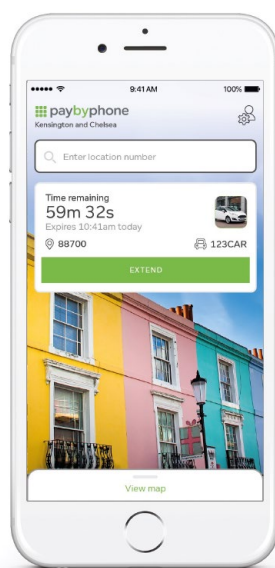 9:41 AM
100%
paybyphone
Kensington and Chelsea
Enter location number
Time remaining
59m 32s
Expires 10:41am today
88700
123CAR
EXTEND
View map